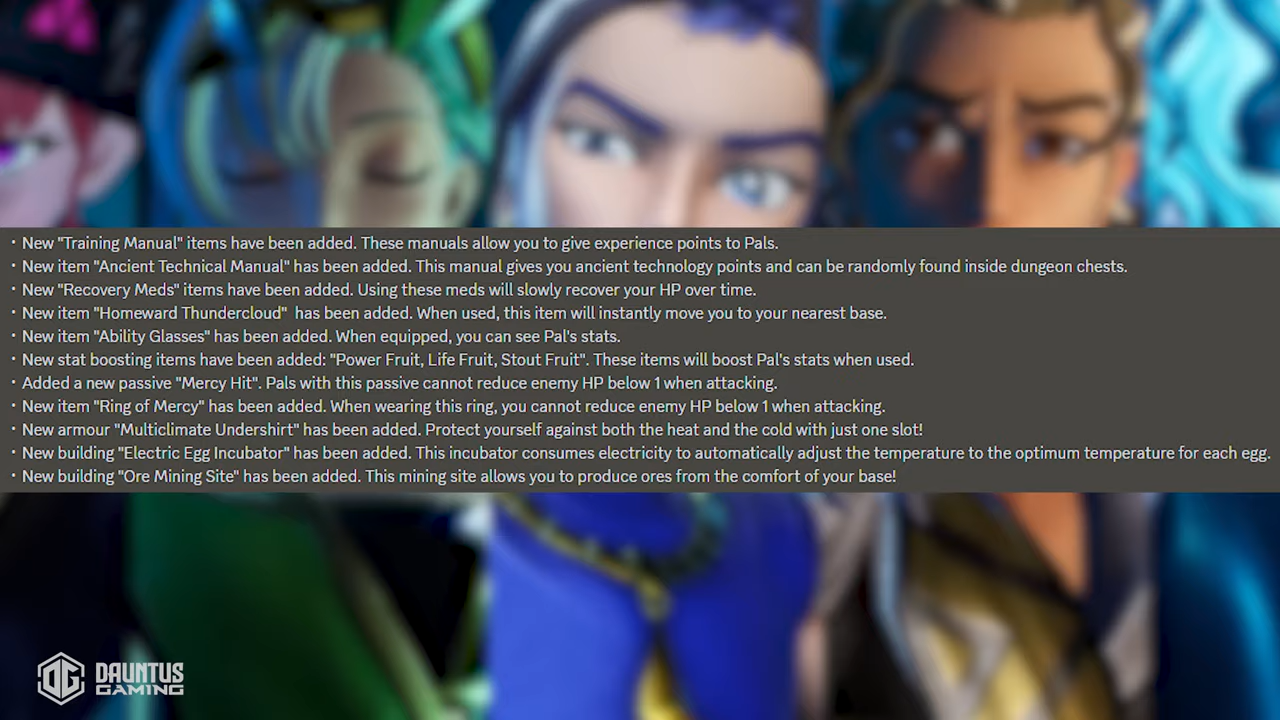 ・New "Training Manual" items have been added. These manuals allow you to give experience points to Pals.
・New item "Ancient Technical Manual" has been added. This manual gives you ancient technology points and can be randomly found inside dungeon chests.
・New "Recovery Meds" items have been added. Using these meds will slowly recover your HP over time.
・New item "Homeward Thundercloud"  has been added. When used, this item will instantly move you to your nearest base.
・New item "Ability Glasses" has been added. When equipped, you can see Pal's stats.
・New stat boosting items have been added: "Power Fruit, Life Fruit, Stout Fruit". These items will boost Pal's stats when used.
・Added a new passive "Mercy Hit". Pals with this passive cannot reduce enemy HP below 1 when attacking.
・New item "Ring of Mercy" has been added. When wearing this ring, you cannot reduce enemy HP below 1 when attacking.
・New armour "Multiclimate Undershirt" has been added. Protect yourself against both the heat and the cold with just one slot!
・New building "Electric Egg Incubator" has been added. This incubator consumes electricity to automatically adjust the temperature to the optimum temperature for each egg.
・New building "Ore Mining Site" has been added. This mining site allows you to produce ores from the comfort of your base!
DG DAUNTUS
GAMING